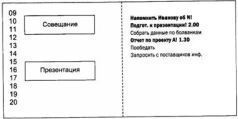 09
10
11
12
13
14
15
16
17
18
19
20
Совещание
Презентация
Напомнить Иванову об N!
Подгот. к презентации! 2.00
Собрать данные по болванкам
Отчет по проекту А! 1.30
Пообедать
Запросить с поставщиков инф.